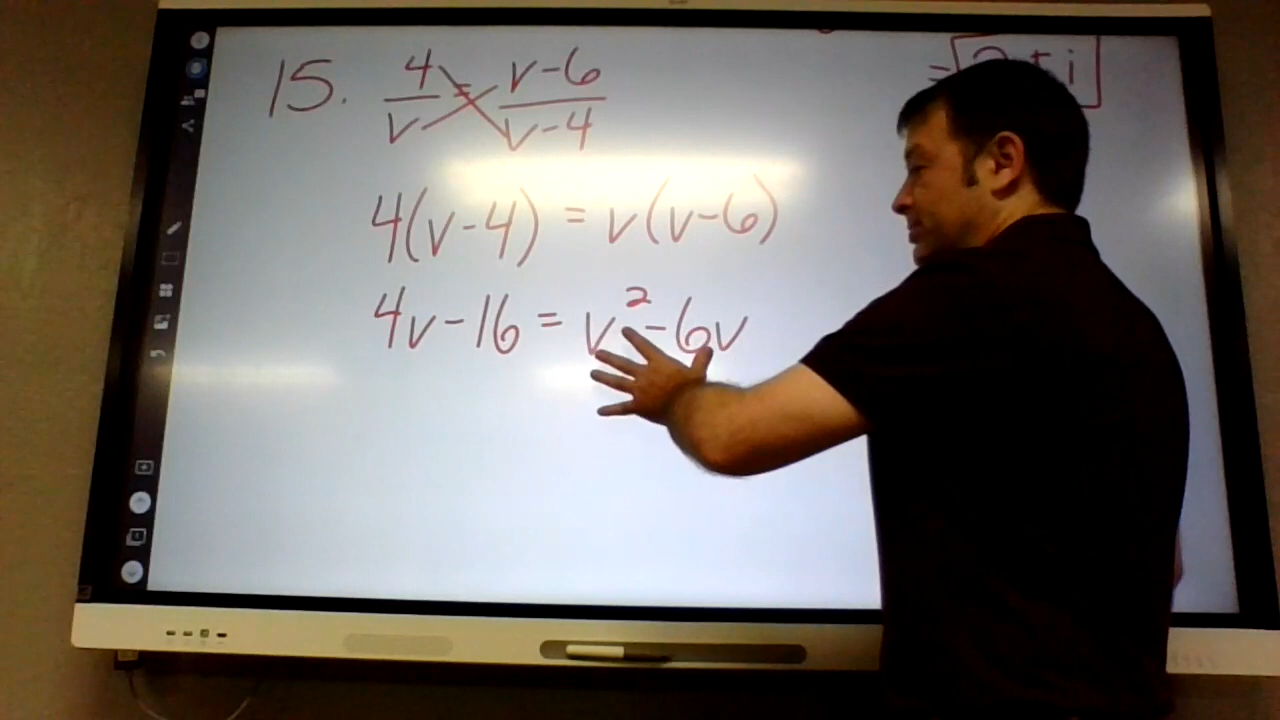 15. 4/v = v-6/v-4
4(v-4) = v(v-6)
4v-16 = v²-6v